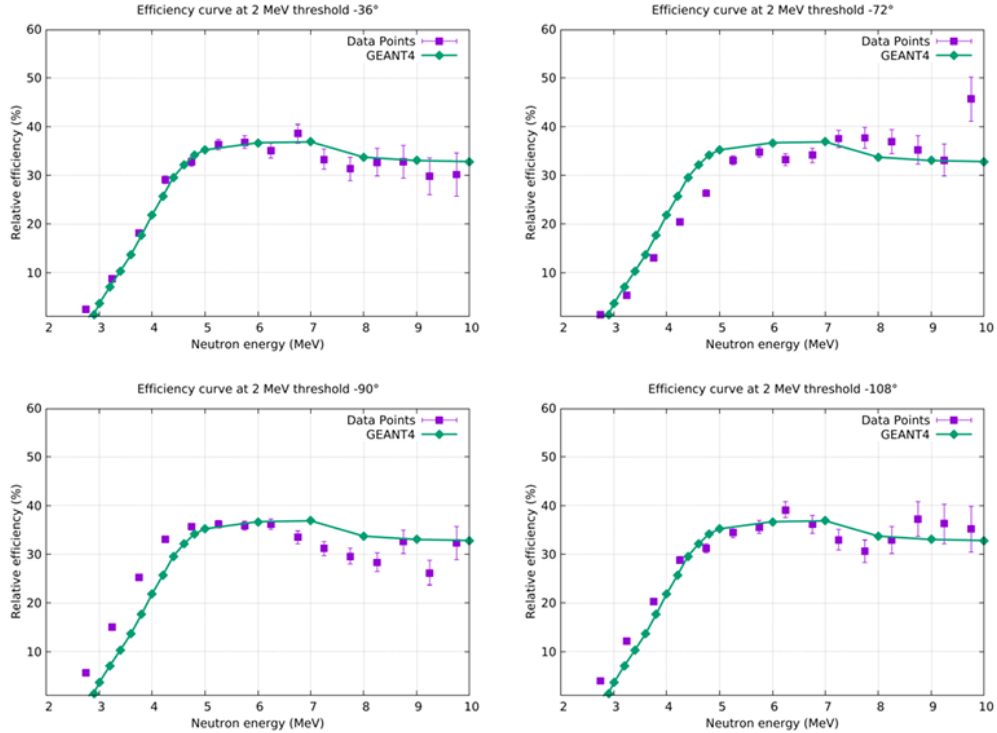 Efficiency curve at 2 MeV threshold -36°
Relative efficiency (%)
60
50
40
30
20
10
Data Points
GEANT4
2 3 4 5 6 7 8 9 10
Neutron energy (MeV)
Efficiency curve at 2 MeV threshold -72°
Relative efficiency (%)
60
50
40
30
20
10
Data Points
GEANT4
2 3 4 5 6 7 8 9 10
Neutron energy (MeV)
Efficiency curve at 2 MeV threshold -90°
Relative efficiency (%)
60
50
40
30
20
10
Data Points
GEANT4
2 3 4 5 6 7 8 9 10
Neutron energy (MeV)
Efficiency curve at 2 MeV threshold -108°
Relative efficiency (%)
60
50
40
30
20
10
Data Points
GEANT4
2 3 4 5 6 7 8 9 10
Neutron energy (MeV)